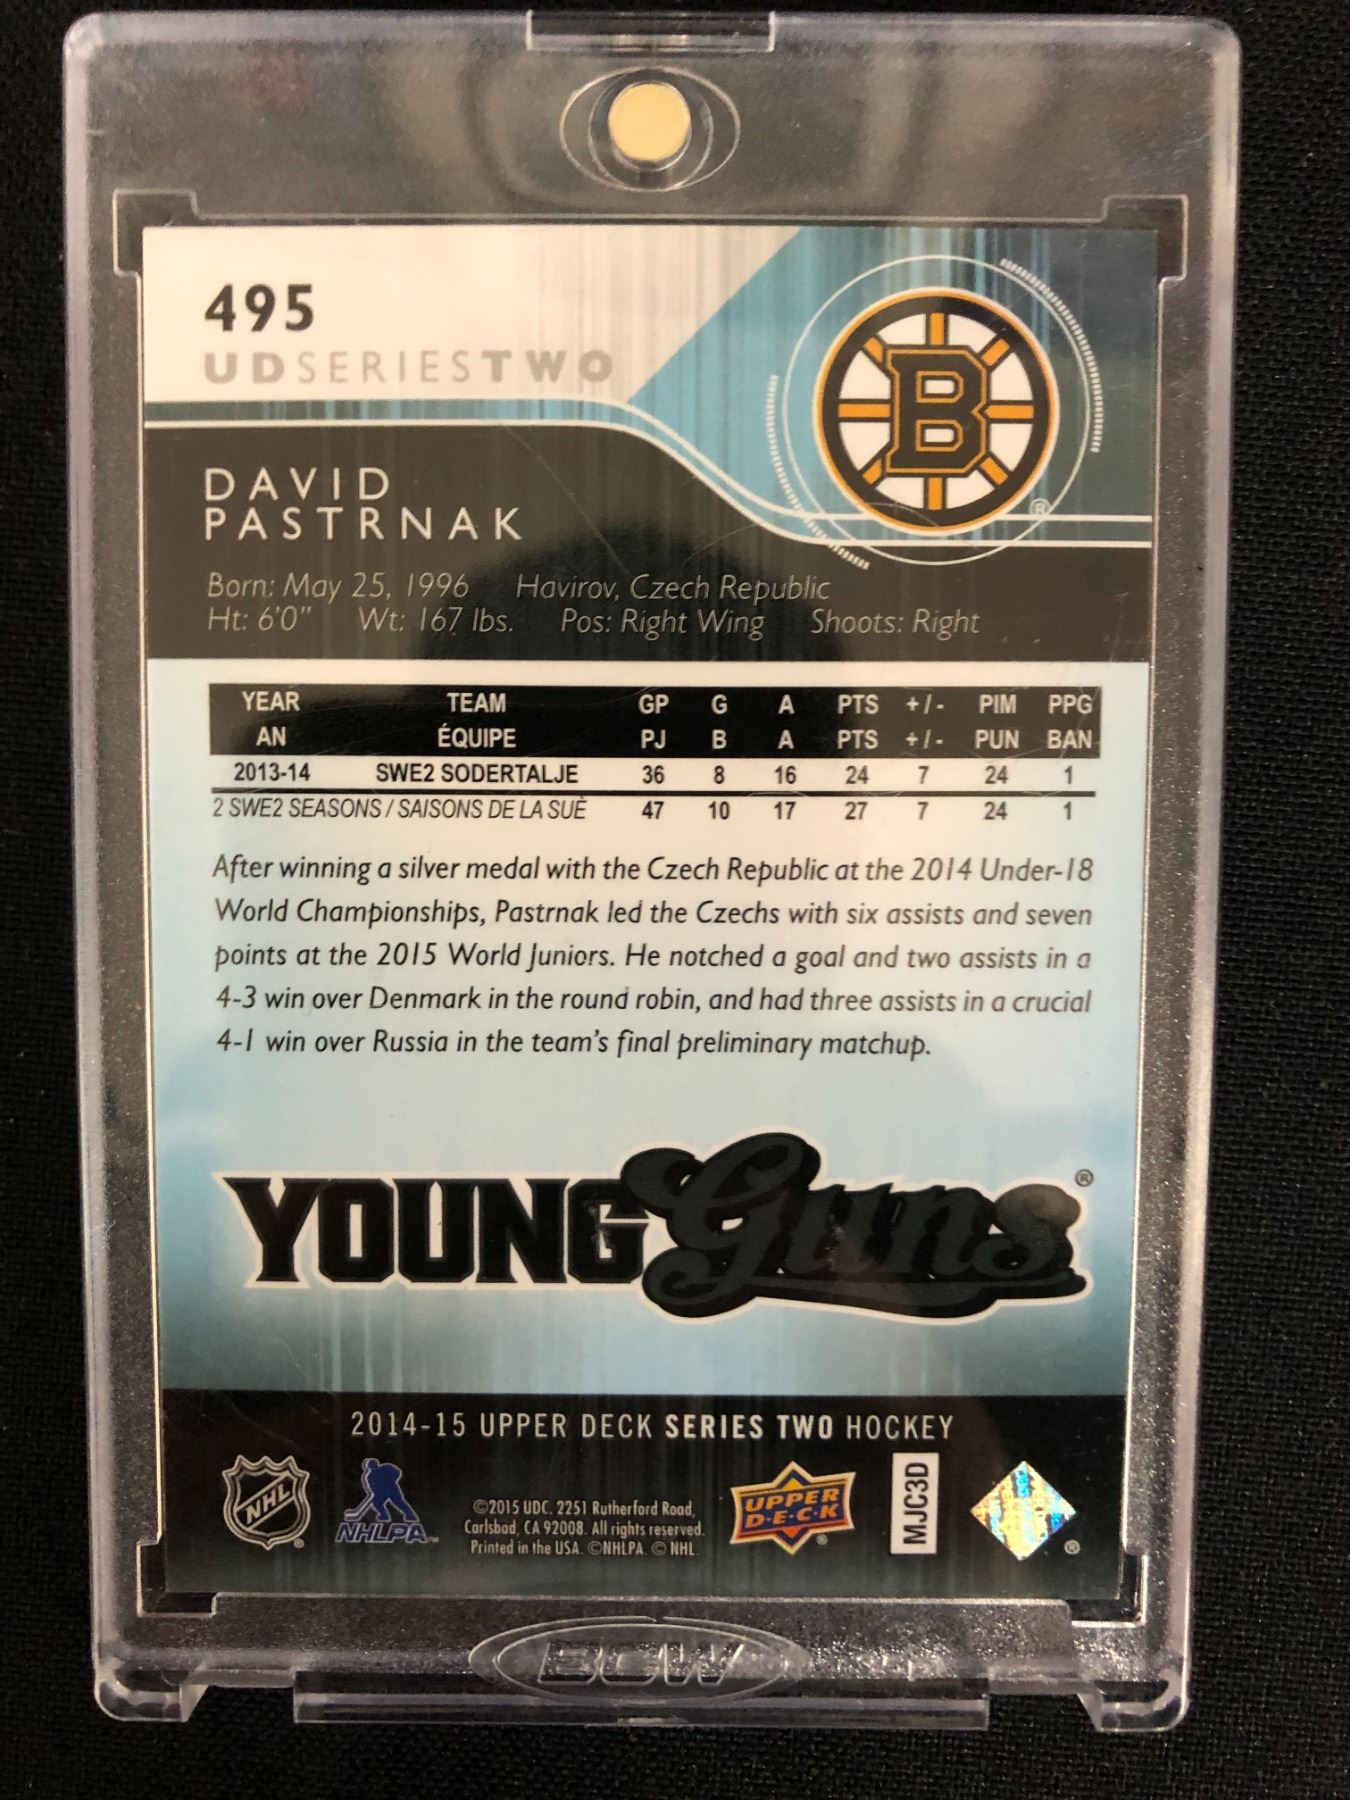 495
UDSERIESTWO
B
®
DAVID
PASTRNAK
Born: May 25, 1996 Havirov, Czech Republic
Ht: 6'0" Wt: 167 lbs. Pos: Right Wing Shoots: Right
YEAR TEAM GP G A PTS +/- PIM PPG
AN ÉQUIPE PJ B A PTS +/- PUN BAN
2013-14 SWE2 SODERTALJE 36 8 16 24 7 24 1
2 SWE2 SEASONS / SAISONS DE LA SUÈ 47 10 17 27 7 24 1
After winning a silver medal with the Czech Republic at the 2014 Under-18
World Championships, Pastrnak led the Czechs with six assists and seven
points at the 2015 World Juniors. He notched a goal and two assists in a
4-3 win over Denmark in the round robin, and had three assists in a crucial
4-1 win over Russia in the team's final preliminary matchup.
YOUNG Guns®
2014-15 UPPER DECK SERIES TWO HOCKEY
NHL®
NHLPA™
©2015 UDC. 2251 Rutherford Road,
Carlsbad, CA 92008. All rights reserved.
Printed in the USA. ©NHLPA. © NHL.
UPPER
D·E·C·K®
MJC3D
®
BCW